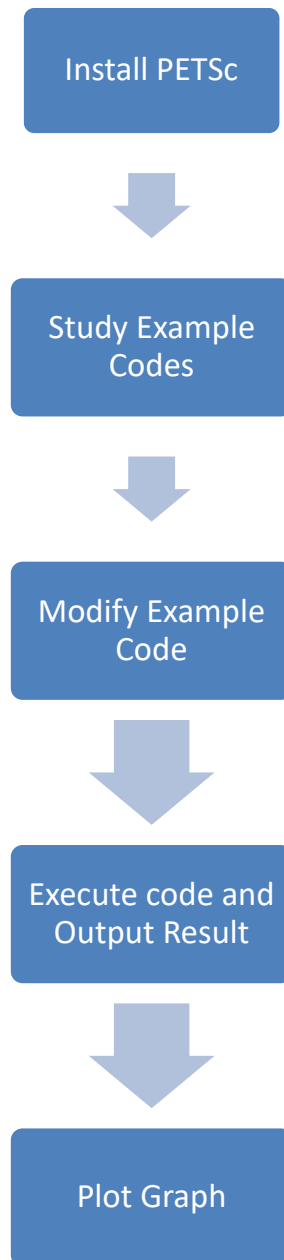 Install PETSc
Study Example
Codes
Modify Example
Code
Execute code and
Output Result
Plot Graph